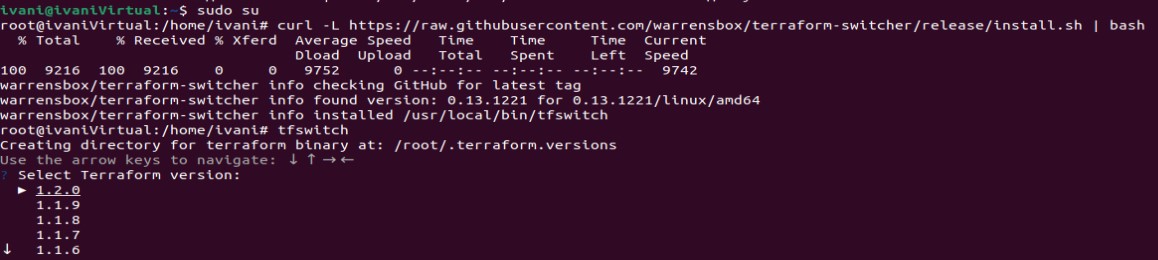 ivani@ivaniVirtual:~$ sudo su
root@ivaniVirtual:/home/ivani# curl -L https://raw.githubusercontent.com/warrensbox/terraform-switcher/release/install.sh | bash
  % Total    % Received % Xferd  Average Speed   Time    Time     Time  Current
                                 Dload  Upload   Total   Spent    Left  Speed
100  9216  100  9216    0     0   9752      0 --:--:-- --:--:-- --:--:--  9742
warrensbox/terraform-switcher info checking GitHub for latest tag
warrensbox/terraform-switcher info found version: 0.13.1221 for 0.13.1221/linux/amd64
warrensbox/terraform-switcher info installed /usr/local/bin/tfswitch
root@ivaniVirtual:/home/ivani# tfswitch
Creating directory for terraform binary at: /root/.terraform.versions
Use the arrow keys to navigate: ↓ ↑ → ←
? Select Terraform version:
  ▸ 1.2.0
    1.1.9
    1.1.8
    1.1.7
↓   1.1.6